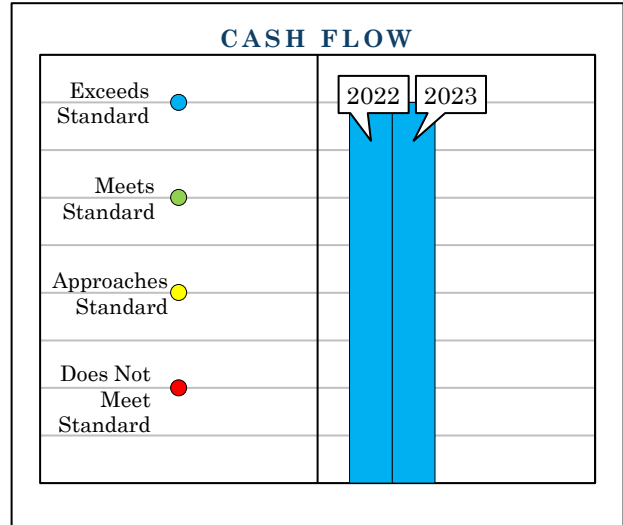 CASH FLOW
Exceeds
Standard
2022
2023
Meets
Standard
Approaches
Standard
Does Not
Meet
Standard